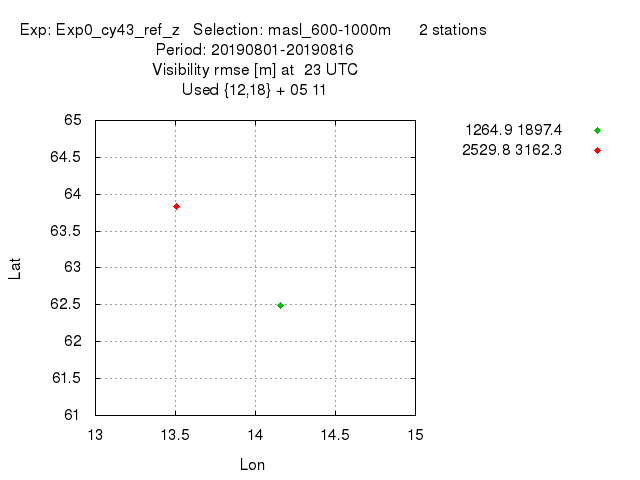 Exp: Exp0_cy43_ref_z   Selection: masl_600-1000m      2 stations
Period: 20190801-20190816
Visibility rmse [m] at  23 UTC
Used {12,18} + 05 11
1264.9 1897.4
2529.8 3162.3
65
64.5
64
63.5
63
62.5
62
61.5
61
Lat
13 13.5 14 14.5 15
Lon